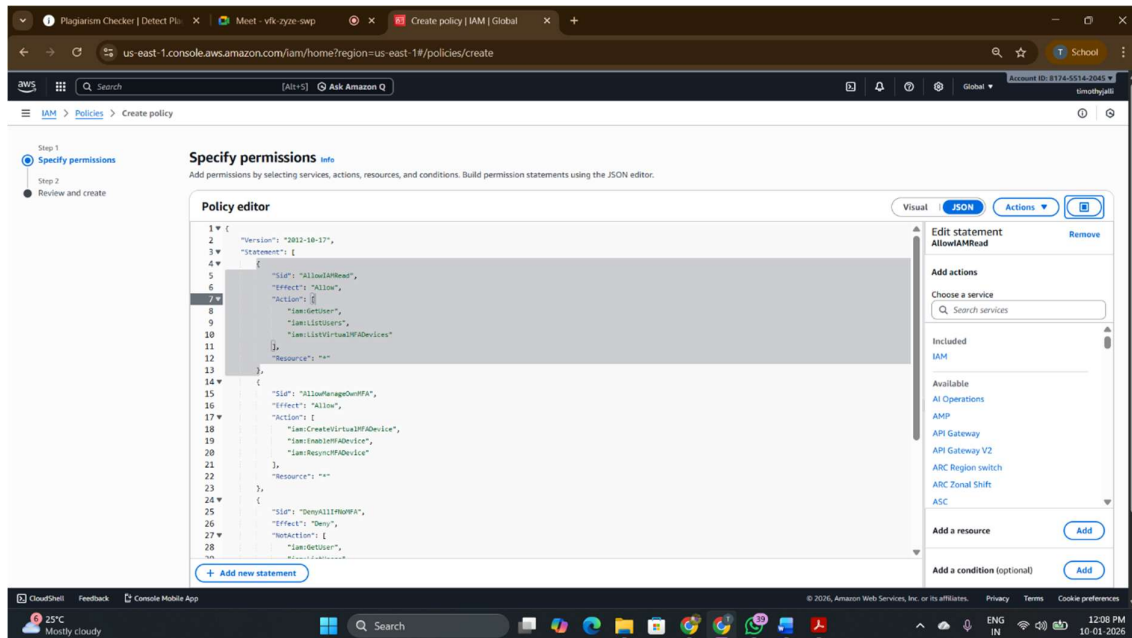 Plagiarism Checker | Detect Pla
Meet - vfk-zyze-swp
Create policy | IAM | Global
us-east-1.console.aws.amazon.com/iam/home?region=us-east-1#/policies/create
T School
aws
Search
[Alt+S]
Ask Amazon Q
Global
Account ID: 8174-5514-2045
timothyjalli
IAM > Policies > Create policy
Step 1
Specify permissions
Step 2
Review and create
Specify permissions Info
Add permissions by selecting services, actions, resources, and conditions. Build permission statements using the JSON editor.
Policy editor
Visual
JSON
Actions
1 {
2 "Version": "2012-10-17",
3 "Statement": [
4 {
5 "Sid": "AllowIAMRead",
6 "Effect": "Allow",
7 "Action": [
8 "iam:GetUser",
9 "iam:ListUsers",
10 "iam:ListVirtualMFADevices"
11 ],
12 "Resource": "*"
13 },
14 {
15 "Sid": "AllowManageOwnMFA",
16 "Effect": "Allow",
17 "Action": [
18 "iam:CreateVirtualMFADevice",
19 "iam:EnableMFADevice",
20 "iam:ResyncMFADevice"
21 ],
22 "Resource": "*"
23 },
24 {
25 "Sid": "DenyAllIfNoMFA",
26 "Effect": "Deny",
27 "NotAction": [
28 "iam:GetUser",
+ Add new statement
Edit statement
Remove
AllowIAMRead
Add actions
Choose a service
Search services
Included
IAM
Available
AI Operations
AMP
API Gateway
API Gateway V2
ARC Region switch
ARC Zonal Shift
ASC
Add a resource
Add
Add a condition (optional)
Add
CloudShell
Feedback
Console Mobile App
© 2026, Amazon Web Services, Inc. or its affiliates.
Privacy
Terms
Cookie preferences
6
25°C
Mostly cloudy
Search
39
ENG
IN
12:08 PM
10-01-2026